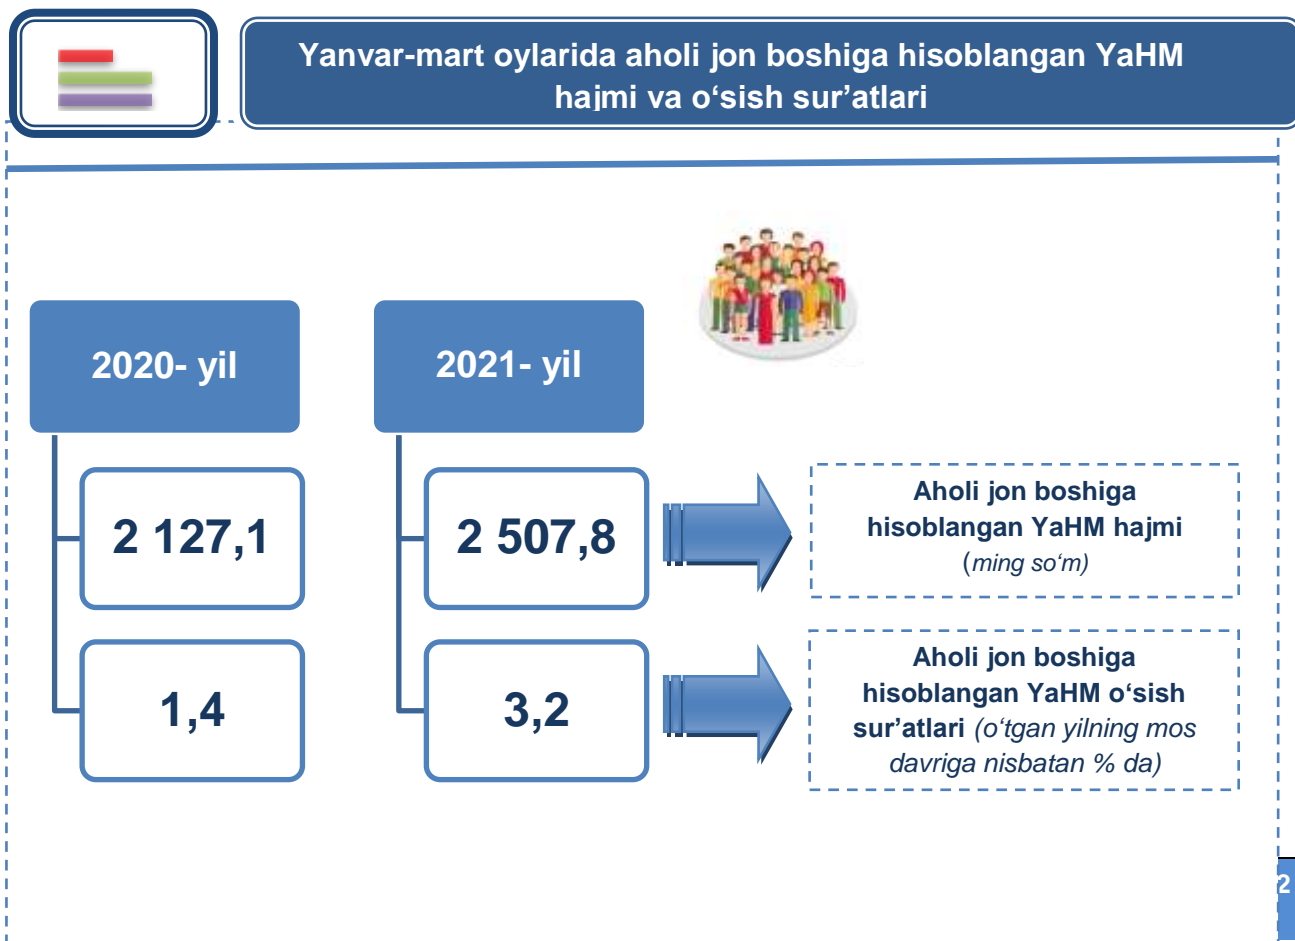 Yanvar-mart oylarida aholi jon boshiga hisoblangan YaHM
hajmi va o‘sish sur’atlari
2020- yil
2021- yil
2 127,1
2 507,8
Aholi jon boshiga
hisoblangan YaHM hajmi
(ming so‘m)
1,4
3,2
Aholi jon boshiga
hisoblangan YaHM o‘sish
sur’atlari (o‘tgan yilning mos
davriga nisbatan % da)
2